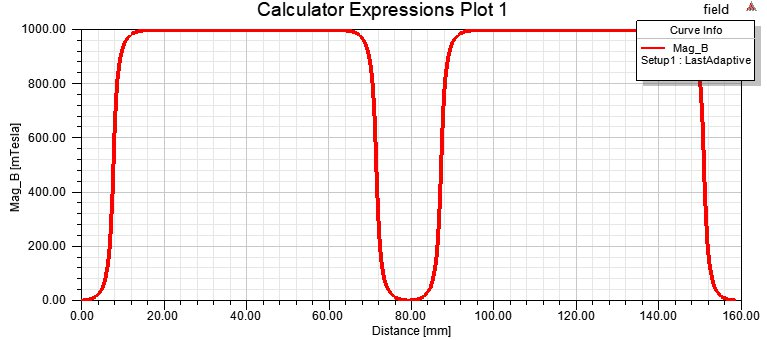 Calculator Expressions Plot 1
field
Curve Info
Mag_B
Setup1 : LastAdaptive
Mag_B [mTesla]
1000.00
800.00
600.00
400.00
200.00
0.00
0.00 20.00 40.00 60.00 80.00 100.00 120.00 140.00 160.00
Distance [mm]